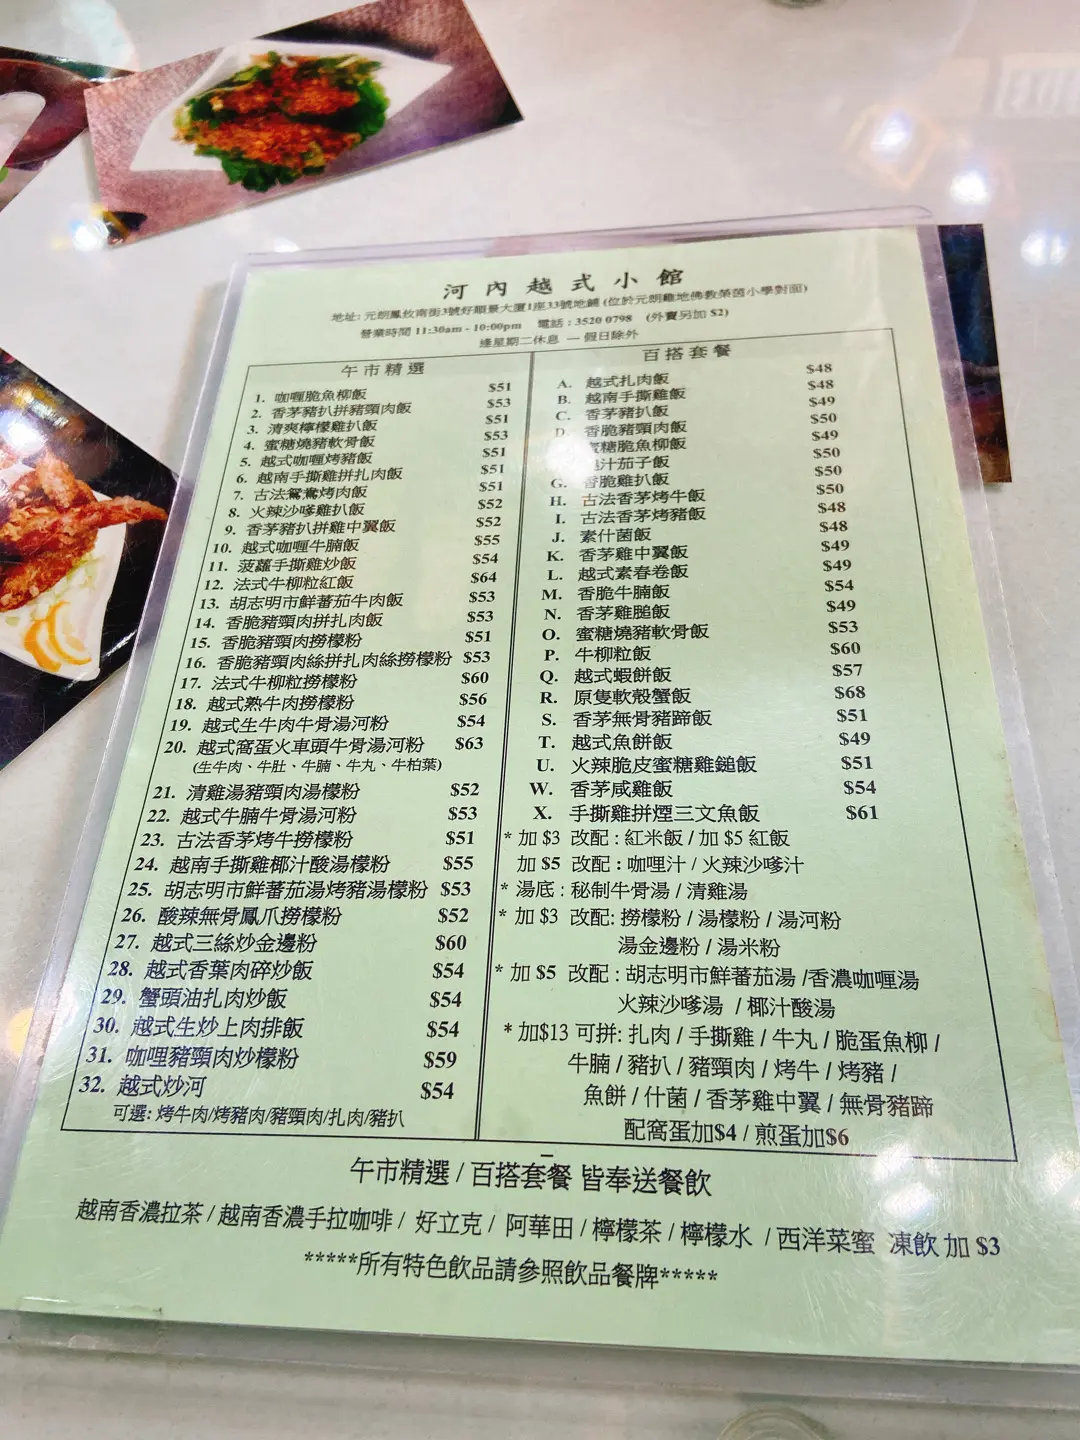 河內越式小館
地址: 元朗鳳攸南街3號好順景大廈1座33號地舖 (位於元朗雞地佛教榮茵小學對面)
營業時間 11:30am - 10:00pm 電話 : 3520 0798 (外賣另加 $2)
逢星期二休息 一 假日除外
午市精選
1. 咖喱脆魚柳飯 $51
2. 香茅豬扒拼豬頸肉飯 $53
3. 清爽檸檬雞扒飯 $51
4. 蜜糖燒豬軟骨飯 $53
5. 越式咖喱烤豬飯 $51
6. 越南手撕雞拼扎肉飯 $51
7. 古法鴛鴦烤肉飯 $51
8. 火辣沙嗲雞扒飯 $52
9. 香茅豬扒拼雞中翼飯 $52
10. 越式咖喱牛腩飯 $55
11. 菠蘿手撕雞炒飯 $54
12. 法式牛柳粒紅飯 $64
13. 胡志明市鮮蕃茄牛肉飯 $53
14. 香脆豬頸肉拼扎肉飯 $53
15. 香脆豬頸肉撈檬粉 $51
16. 香脆豬頸肉絲拼扎肉絲撈檬粉 $53
17. 法式牛柳粒撈檬粉 $60
18. 越式熟牛肉撈檬粉 $56
19. 越式生牛肉牛骨湯河粉 $54
20. 越式窩蛋火車頭牛骨湯河粉 $63
(生牛肉、牛肚、牛腩、牛丸、牛柏葉)
21. 清雞湯豬頸肉湯檬粉 $52
22. 越式牛腩牛骨湯河粉 $53
23. 古法香茅烤牛撈檬粉 $51
24. 越南手撕雞椰汁酸湯檬粉 $55
25. 胡志明市鮮蕃茄湯烤豬湯檬粉 $53
26. 酸辣無骨鳳爪撈檬粉 $52
27. 越式三絲炒金邊粉 $60
28. 越式香葉肉碎炒飯 $54
29. 蟹頭油扎肉炒飯 $54
30. 越式生炒上肉排飯 $54
31. 咖哩豬頸肉炒檬粉 $59
32. 越式炒河 $54
可選: 烤牛肉/烤豬肉/豬頸肉/扎肉/豬扒
百搭套餐
A. 越式扎肉飯 $48
B. 越南手撕雞飯 $48
C. 香茅豬扒飯 $49
D. 香脆豬頸肉飯 $50
蜜糖脆魚柳飯 $49
汁茄子飯 $50
G. 香脆雞扒飯 $50
H. 古法香茅烤牛飯 $50
I. 古法香茅烤豬飯 $48
J. 素什菌飯 $48
K. 香茅雞中翼飯 $49
L. 越式素春卷飯 $49
M. 香脆牛腩飯 $54
N. 香茅雞腿飯 $49
O. 蜜糖燒豬軟骨飯 $53
P. 牛柳粒飯 $60
Q. 越式蝦餅飯 $57
R. 原隻軟殼蟹飯 $68
S. 香茅無骨豬蹄飯 $51
T. 越式魚餅飯 $49
U. 火辣脆皮蜜糖雞鎚飯 $51
W. 香茅咸雞飯 $54
X. 手撕雞拼煙三文魚飯 $61
* 加 $3 改配 : 紅米飯 / 加 $5 紅飯
加 $5 改配 : 咖哩汁 / 火辣沙嗲汁
* 湯底 : 秘制牛骨湯 / 清雞湯
* 加 $3 改配: 撈檬粉 / 湯檬粉 / 湯河粉
湯金邊粉 / 湯米粉
* 加 $5 改配 : 胡志明市鮮蕃茄湯 /香濃咖喱湯
火辣沙嗲湯 / 椰汁酸湯
* 加$13 可拼: 扎肉 / 手撕雞 / 牛丸 / 脆蛋魚柳 /
牛腩 / 豬扒 / 豬頸肉 / 烤牛 / 烤豬 /
魚餅 / 什菌 / 香茅雞中翼 / 無骨豬蹄
配窩蛋加$4 / 煎蛋加$6
午市精選 / 百搭套餐 皆奉送餐飲
越南香濃拉茶 / 越南香濃手拉咖啡 / 好立克 / 阿華田 / 檸檬茶 / 檸檬水 / 西洋菜蜜 凍飲 加 $3
*****所有特色飲品請參照飲品餐牌*****